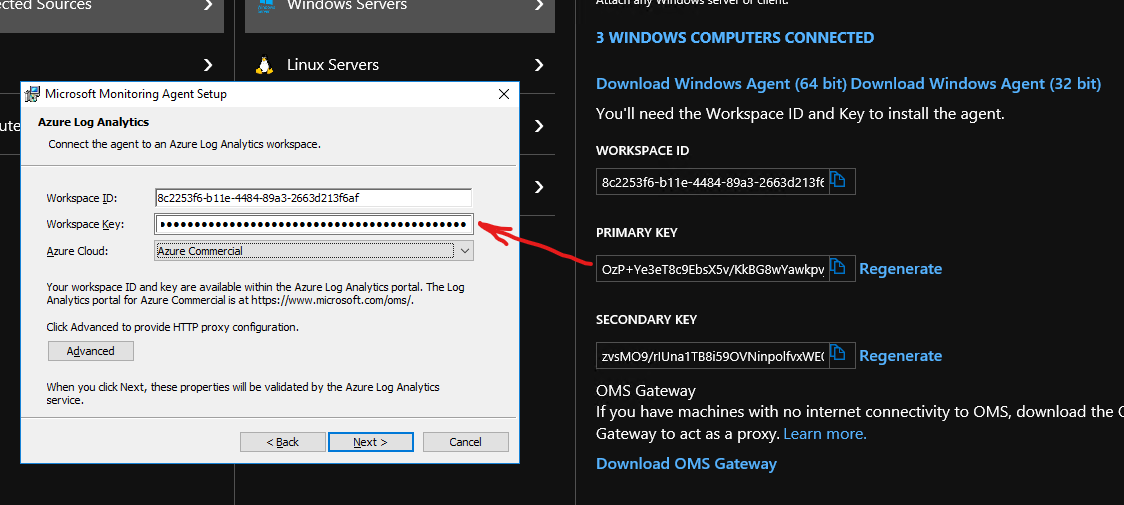 cted Sources
Windows Servers
Linux Servers
Microsoft Monitoring Agent Setup
Azure Log Analytics
Connect the agent to an Azure Log Analytics workspace.
Workspace ID:
8c2253f6-b11e-4484-89a3-2663d213f6af
Workspace Key:
Azure Cloud:
Azure Commercial
Your workspace ID and key are available within the Azure Log Analytics portal. The Log
Analytics portal for Azure Commercial is at https://www.microsoft.com/oms/.
Click Advanced to provide HTTP proxy configuration.
Advanced
When you click Next, these properties will be validated by the Azure Log Analytics
service.
< Back
Next >
Cancel
Attach any Windows server or client.
3 WINDOWS COMPUTERS CONNECTED
Download Windows Agent (64 bit) Download Windows Agent (32 bit)
You'll need the Workspace ID and Key to install the agent.
WORKSPACE ID
8c2253f6-b11e-4484-89a3-2663d213f6
PRIMARY KEY
OzP+Ye3eT8c9EbsX5v/KkBG8wYawkpv
Regenerate
SECONDARY KEY
zvsMO9/rIUna1TB8i59OVNinpolfvxWE
Regenerate
OMS Gateway
If you have machines with no internet connectivity to OMS, download the
Gateway to act as a proxy. Learn more.
Download OMS Gateway